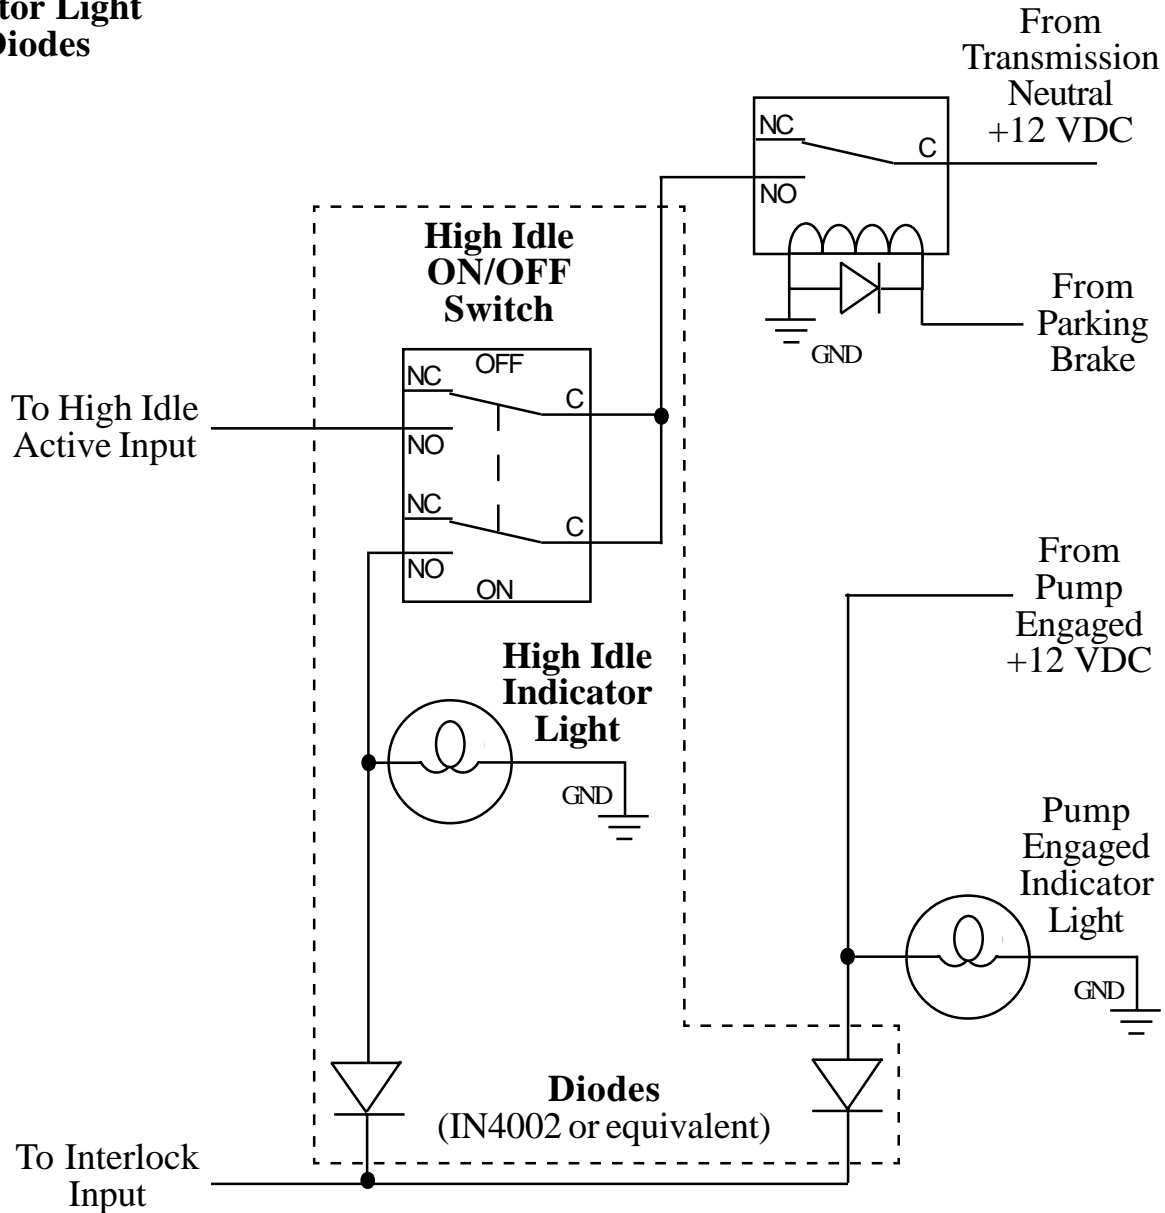 tor Light
Diodes
From
Transmission
Neutral
+12 VDC
NC
C
NO
GND
From
Parking
Brake
High Idle
ON/OFF
Switch
OFF
NC
C
NO
NC
C
NO
ON
To High Idle
Active Input
From
Pump
Engaged
+12 VDC
High Idle
Indicator
Light
GND
Pump
Engaged
Indicator
Light
GND
Diodes
(IN4002 or equivalent)
To Interlock
Input